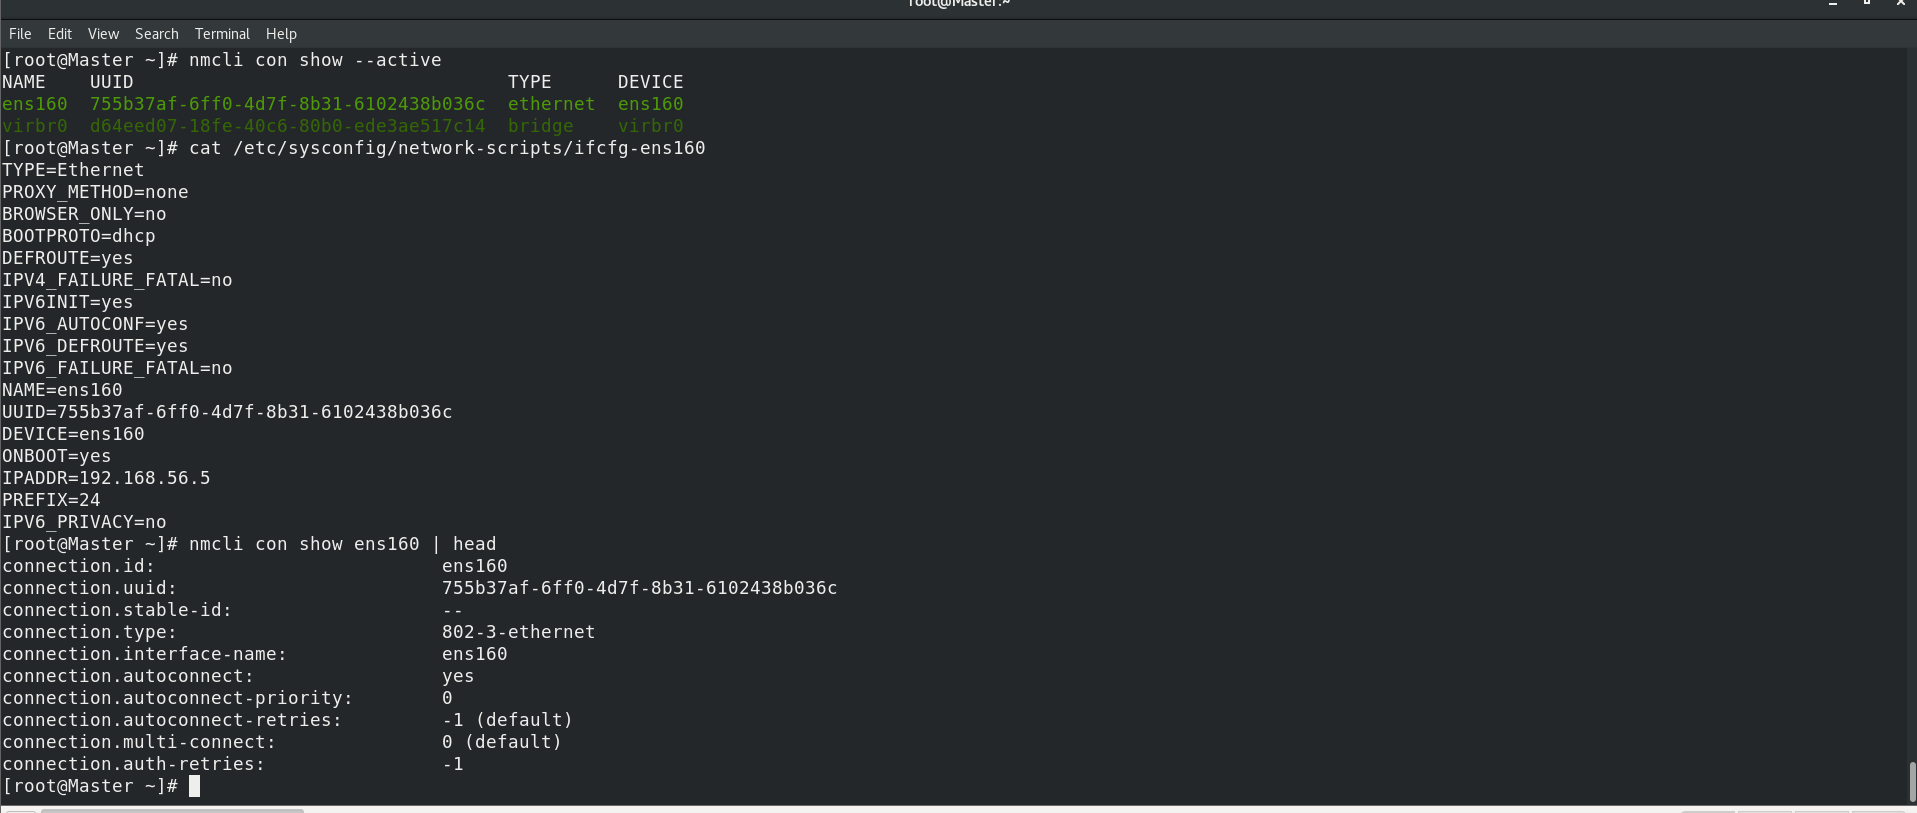 root@Master:~
File Edit View Search Terminal Help
[root@Master ~]# nmcli con show --active
NAME    UUID                                  TYPE      DEVICE
ens160  755b37af-6ff0-4d7f-8b31-6102438b036c  ethernet  ens160
virbr0  d64eed07-18fe-40c6-80b0-ede3ae517c14  bridge    virbr0
[root@Master ~]# cat /etc/sysconfig/network-scripts/ifcfg-ens160
TYPE=Ethernet
PROXY_METHOD=none
BROWSER_ONLY=no
BOOTPROTO=dhcp
DEFROUTE=yes
IPV4_FAILURE_FATAL=no
IPV6INIT=yes
IPV6_AUTOCONF=yes
IPV6_DEFROUTE=yes
IPV6_FAILURE_FATAL=no
NAME=ens160
UUID=755b37af-6ff0-4d7f-8b31-6102438b036c
DEVICE=ens160
ONBOOT=yes
IPADDR=192.168.56.5
PREFIX=24
IPV6_PRIVACY=no
[root@Master ~]# nmcli con show ens160 | head
connection.id:                          ens160
connection.uuid:                        755b37af-6ff0-4d7f-8b31-6102438b036c
connection.stable-id:                   --
connection.type:                        802-3-ethernet
connection.interface-name:              ens160
connection.autoconnect:                 yes
connection.autoconnect-priority:        0
connection.autoconnect-retries:         -1 (default)
connection.multi-connect:               0 (default)
connection.auth-retries:                -1
[root@Master ~]#